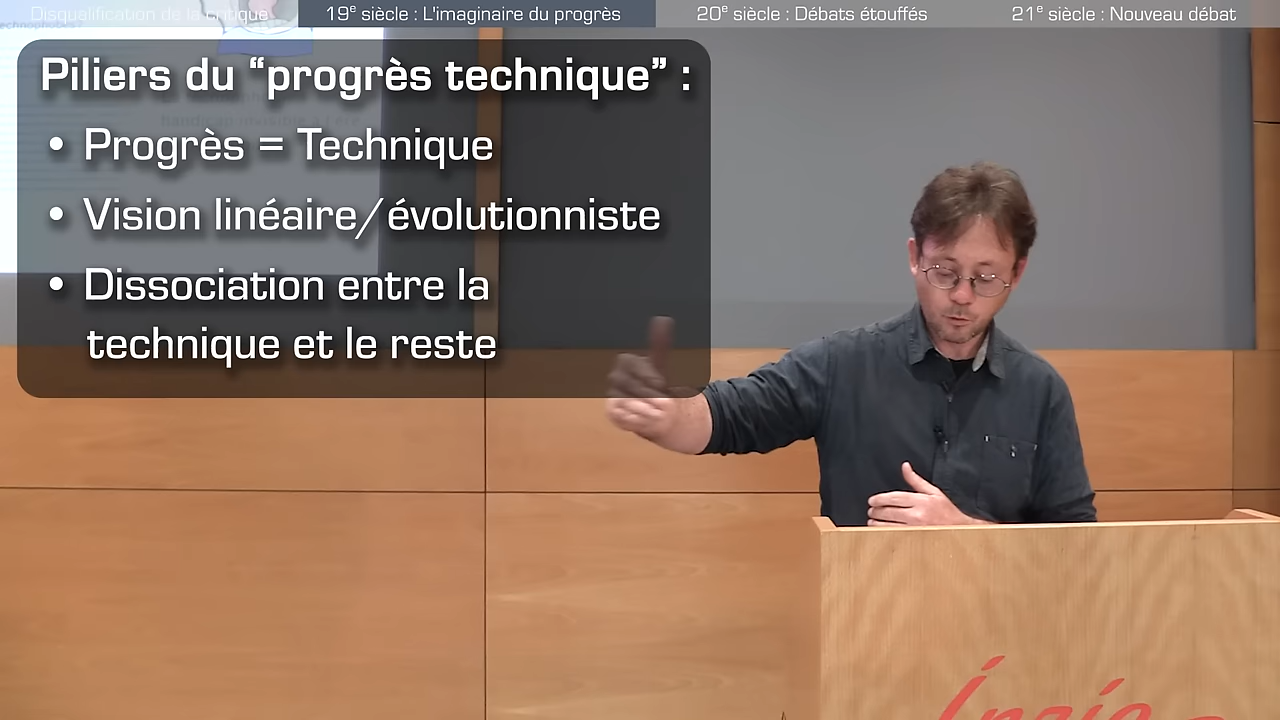 Disqualification de la critique
19e siècle : L'imaginaire du progrès
20e siècle : Débats étouffés
21e siècle : Nouveau débat
Piliers du “progrès technique” :
• Progrès = Technique
• Vision linéaire/évolutionniste
• Dissociation entre la
technique et le reste
Inria